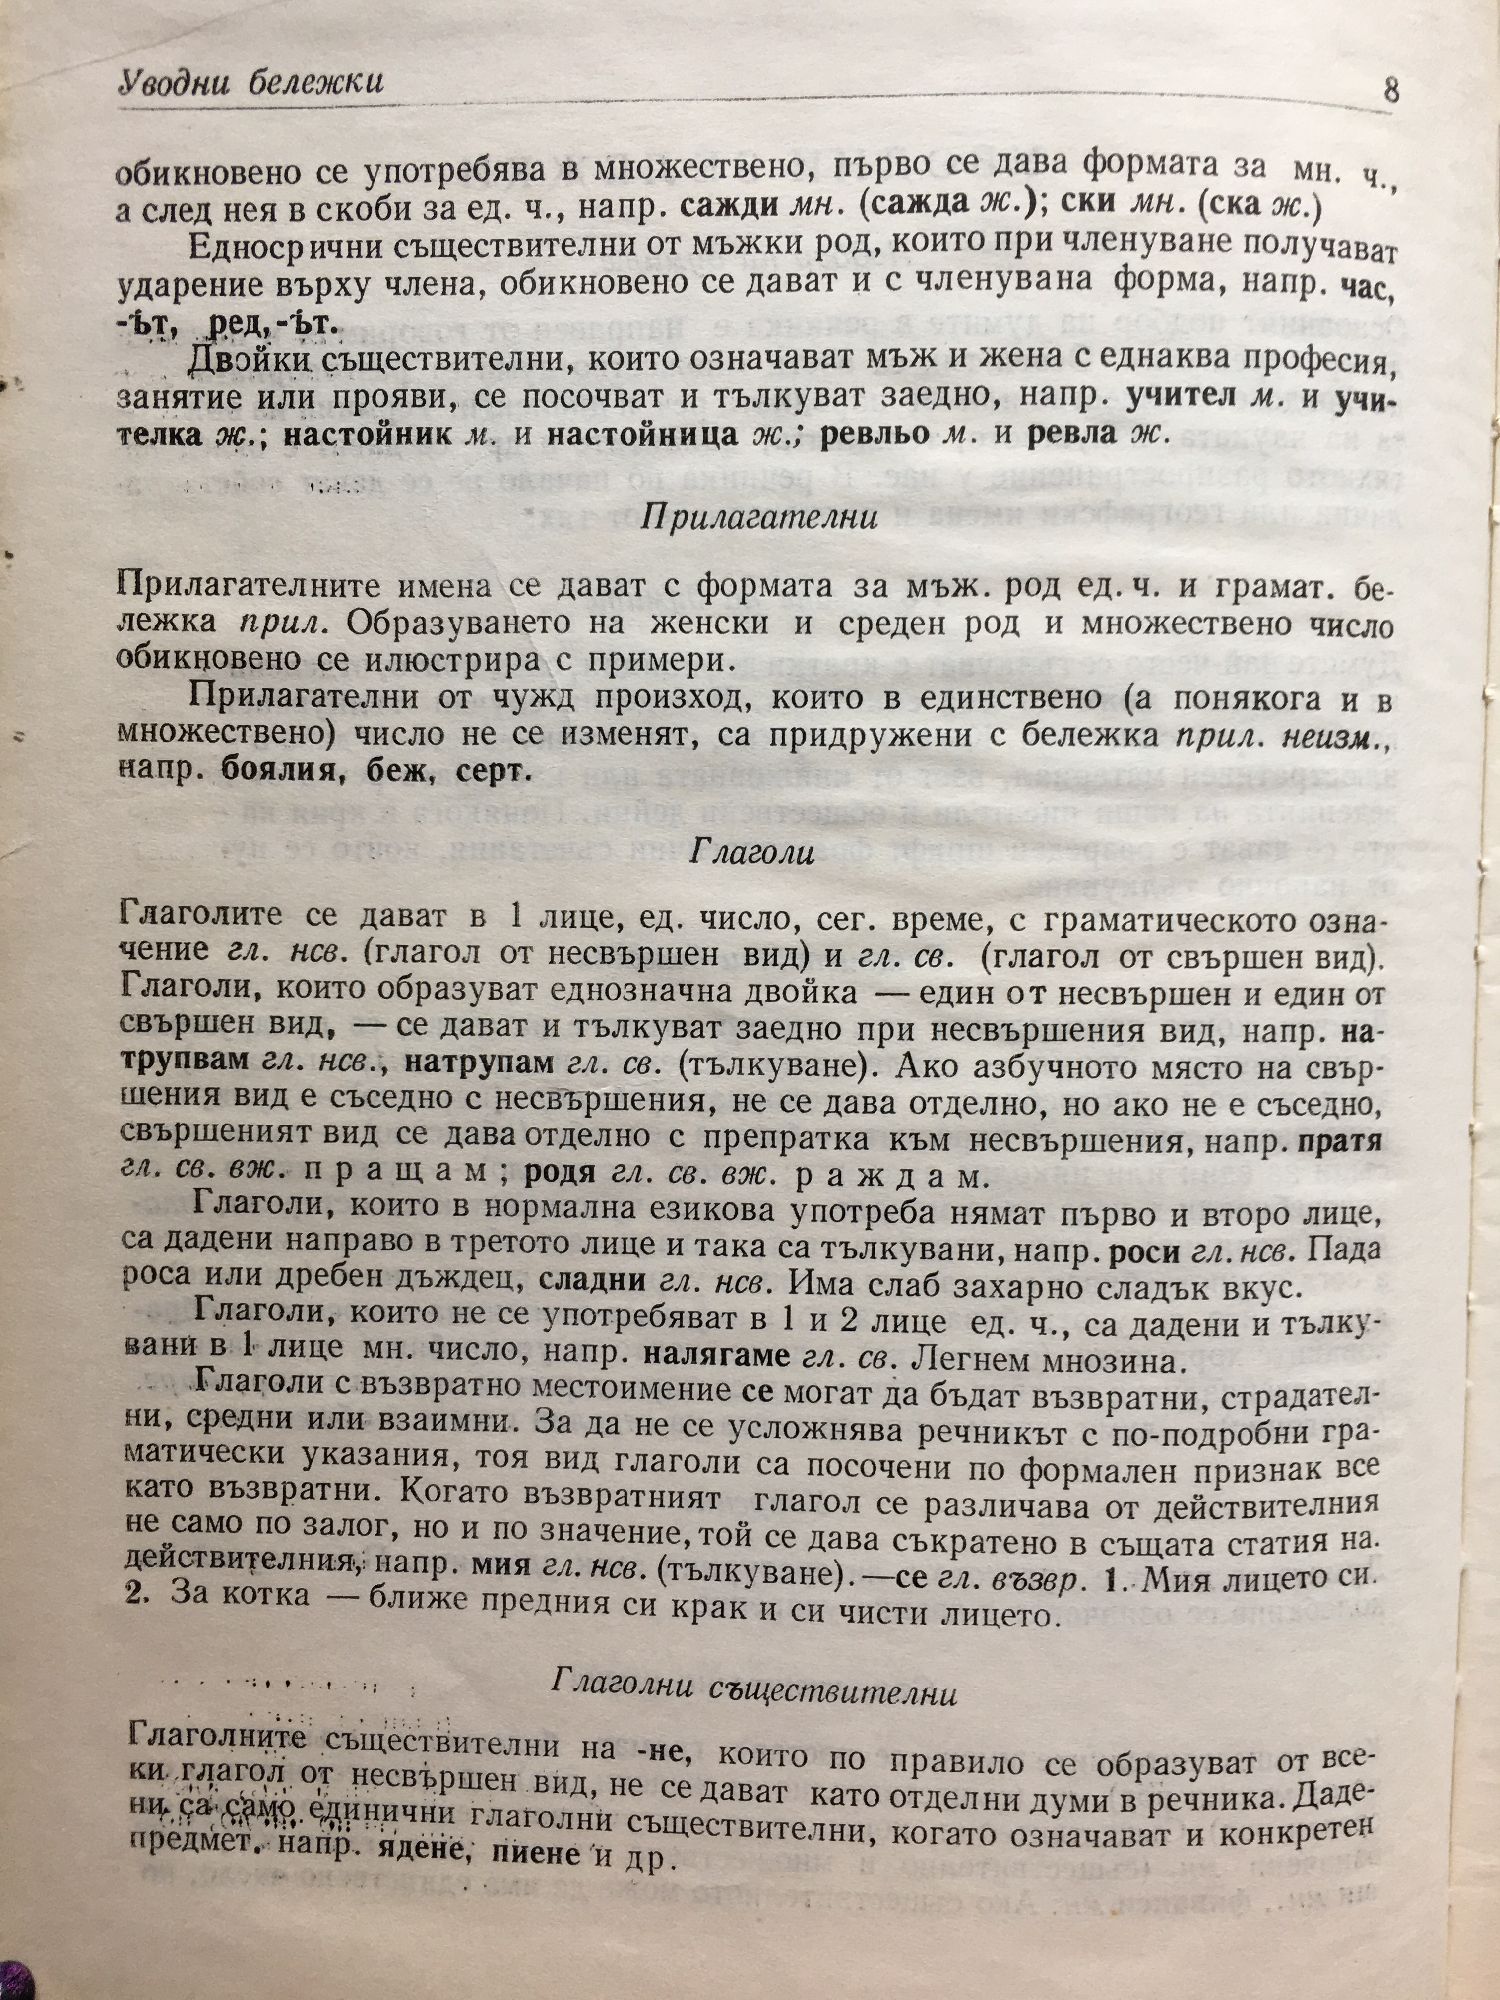 Уводни бележки 8
обикновено се употребява в множествено, първо се дава формата за мн. ч.,
а след нея в скоби за ед. ч., напр. сажди мн. (сажда ж.); ски мн. (ска ж.)
Едносрични съществителни от мъжки род, които при членуване получават
ударение върху члена, обикновено се дават и с членувана форма, напр. час,
-ъ̀т, ред,-ъ̀т.
Двойки съществителни, които означават мъж и жена с еднаква професия,
занятие или прояви, се посочват и тълкуват заедно, напр. учител м. и учи-
телка ж.; настойник м. и настойница ж.; ревльо м. и ревла ж.
Прилагателни
Прилагателните имена се дават с формата за мъж. род ед. ч. и грамат. бе-
лежка прил. Образуването на женски и среден род и множествено число
обикновено се илюстрира с примери.
Прилагателни от чужд произход, които в единствено (а понякога и в
множествено) число не се изменят, са придружени с бележка прил. неизм.,
напр. боялия, беж, серт.
Глаголи
Глаголите се дават в 1 лице, ед. число, сег. време, с граматическото озна-
чение гл. нсв. (глагол от несвършен вид) и гл. св. (глагол от свършен вид).
Глаголи, които образуват еднозначна двойка — един от несвършен и един от
свършен вид, — се дават и тълкуват заедно при несвършения вид, напр. на-
трупвам гл. нсв., натрупам гл. св. (тълкуване). Ако азбучното място на свър-
шения вид е съседно с несвършения, не се дава отделно, но ако не е съседно,
свършеният вид се дава отделно с препратка към несвършения, напр. пратя
гл. св. вж. п р а щ а м ; родя гл. св. вж. р а ж д а м.
Глаголи, които в нормална езикова употреба нямат първо и второ лице,
са дадени направо в третото лице и така са тълкувани, напр. роси гл. нсв. Пада
роса или дребен дъждец, сладни гл. нсв. Има слаб захарно сладък вкус.
Глаголи, които не се употребяват в 1 и 2 лице ед. ч., са дадени и тълку-
вани в 1 лице мн. число, напр. налягаме гл. св. Легнем мнозина.
Глаголи с възвратно местоимение се могат да бъдат възвратни, страдател-
ни, средни или взаимни. За да не се усложнява речникът с по-подробни гра-
матически указания, тоя вид глаголи са посочени по формален признак все
като възвратни. Когато възвратният глагол се различава от действителния
не само по залог, но и по значение, той се дава съкратено в същата статия на
действителния, напр. мия гл. нсв. (тълкуване).—се гл. възвр. 1. Мия лицето си.
2. За котка — ближе предния си крак и си чисти лицето.
Глаголни съществителни
Глаголните съществителни на -не, които по правило се образуват от все-
ки глагол от несвършен вид, не се дават като отделни думи в речника. Даде-
ни са само единични глаголни съществителни, когато означават и конкретен
предмет, напр. ядене, пиене и др.